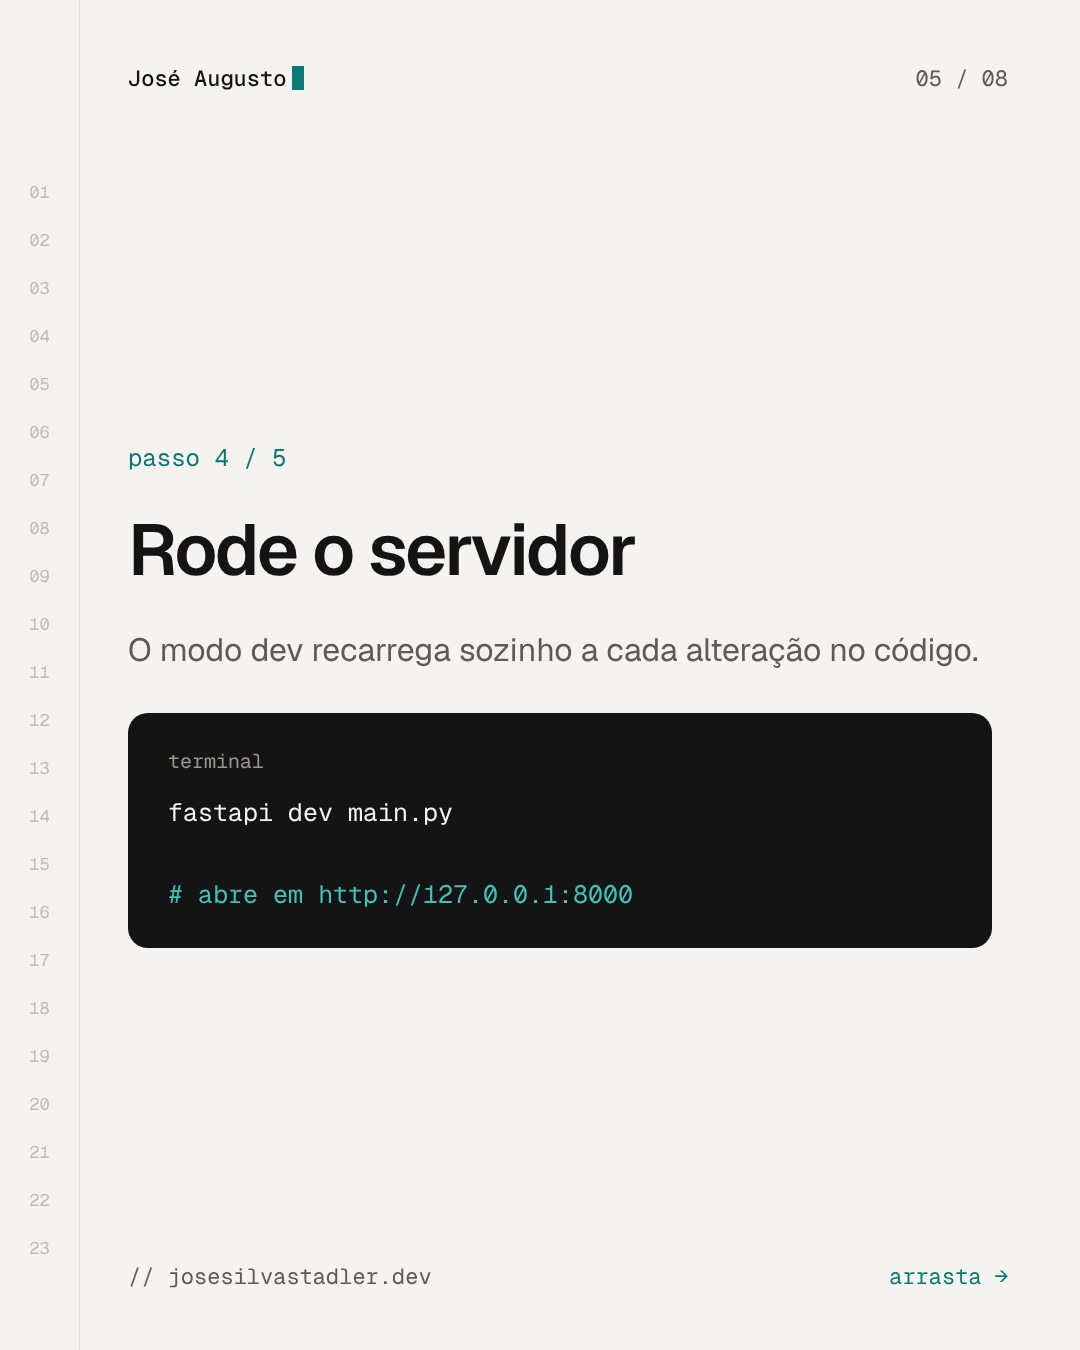 José Augusto
05 / 08
01
02
03
04
05
06
07
08
09
10
11
12
13
14
15
16
17
18
19
20
21
22
23
passo 4 / 5
Rode o servidor
O modo dev recarrega sozinho a cada alteração no código.
terminal
fastapi dev main.py
# abre em http://127.0.0.1:8000
// josesilvastadler.dev
arrasta →